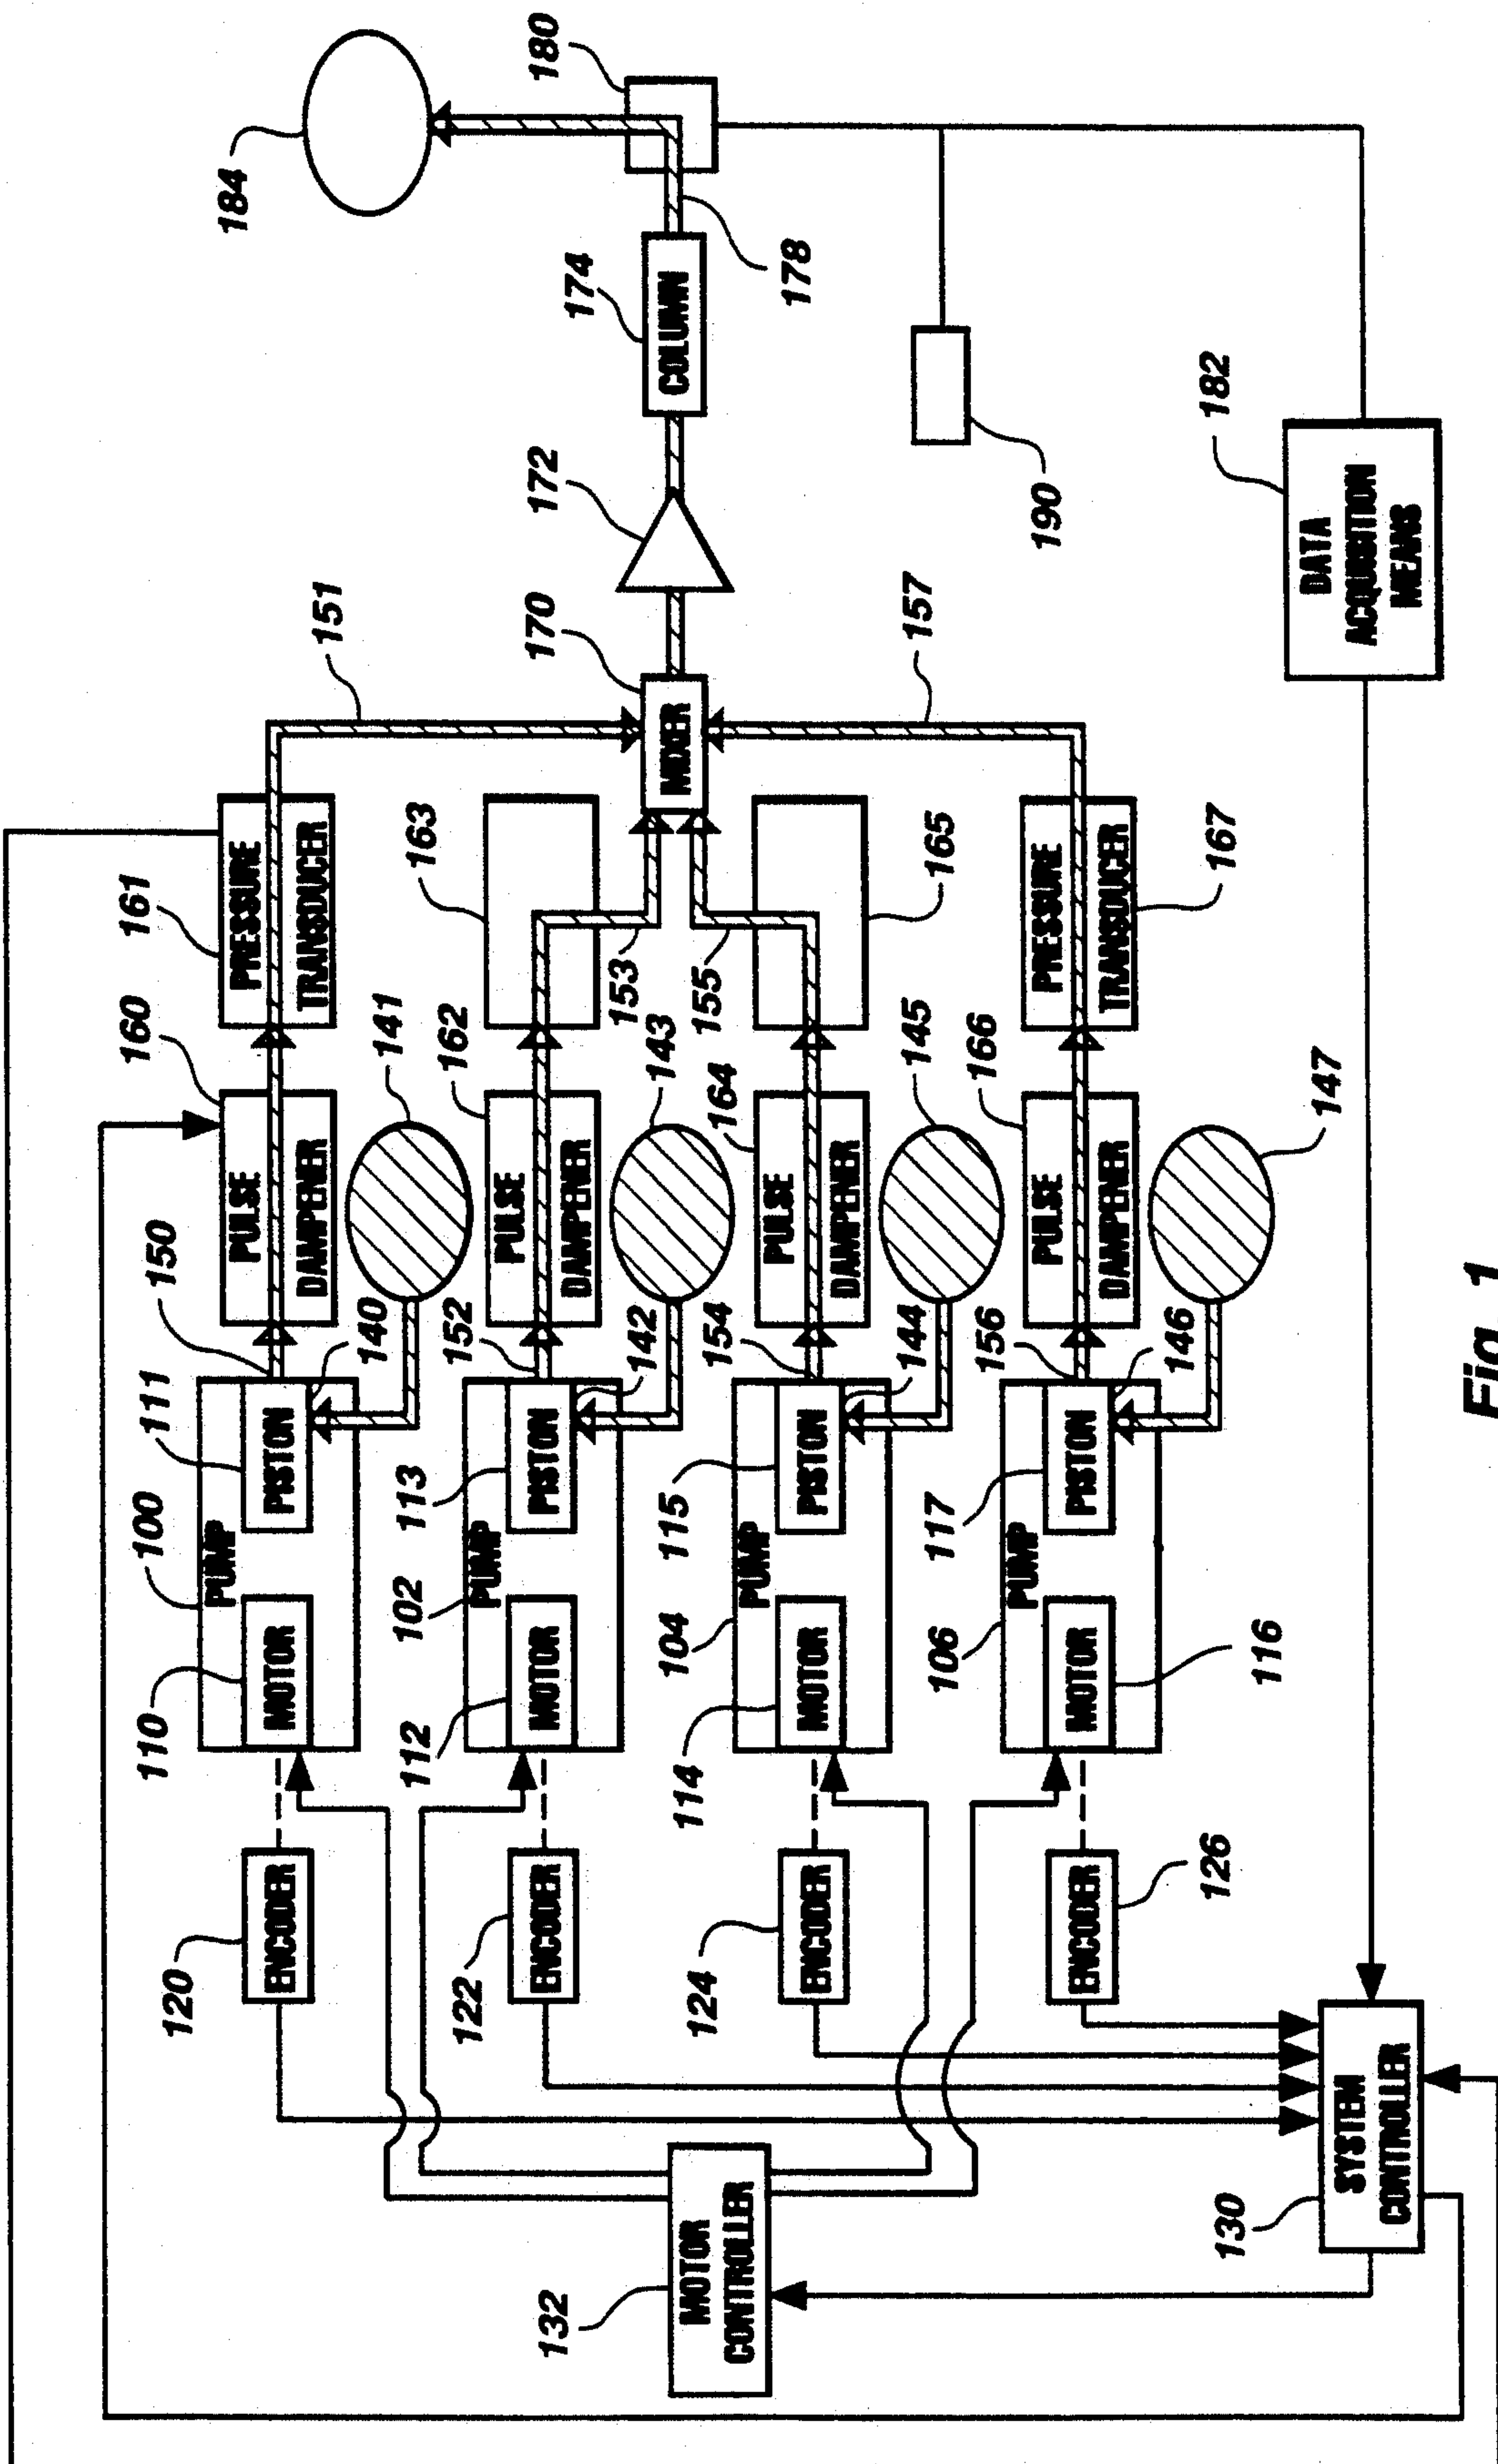 184
180
151
174
COLUMN
178
172
170
MIXER
157
190
182
DATA
ACQUISITION
MEANS
161
PRESSURE
TRANSDUCER
163
153
155
165
PRESSURE
TRANSDUCER
167
160
PULSE
DAMPENER
141
162
PULSE
DAMPENER
143
164
PULSE
DAMPENER
145
166
PULSE
DAMPENER
147
150
140
152
142
154
144
156
146
100
PUMP
111
PISTON
110
MOTOR
102
PUMP
113
PISTON
112
MOTOR
104
PUMP
115
PISTON
114
MOTOR
106
PUMP
117
PISTON
116
MOTOR
120
ENCODER
122
ENCODER
124
ENCODER
126
ENCODER
132
MOTOR
CONTROLLER
130
SYSTEM
CONTROLLER
Fig. 1